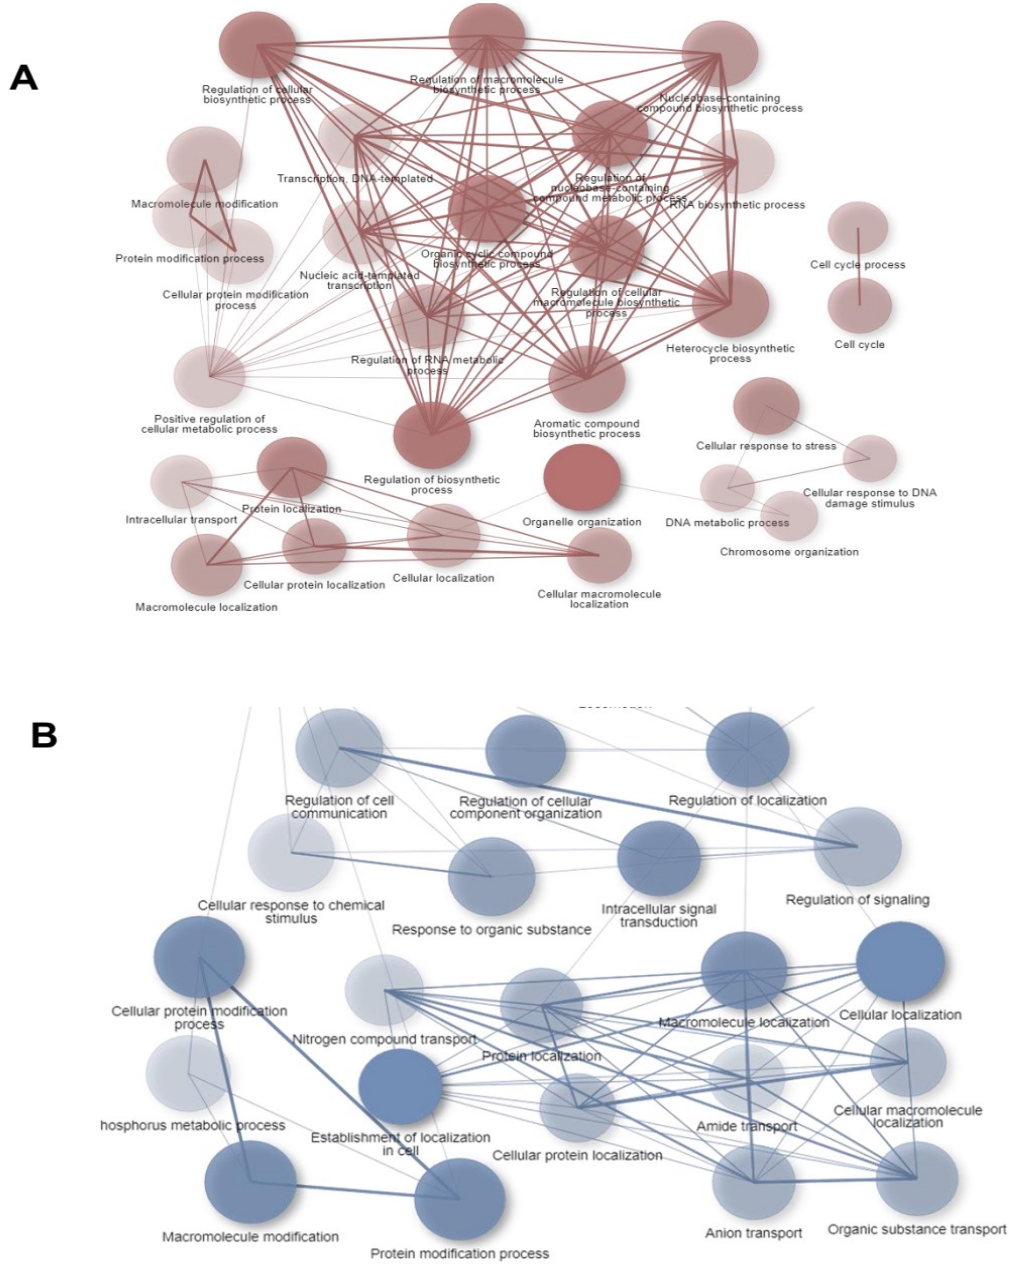 A
Regulation of cellular
biosynthetic process
Regulation of macromolecule
biosynthetic process
Nucleobase-containing
compound biosynthetic process
Transcription, DNA-templated
Regulation of
nucleobase-containing
compound metabolic process
RNA biosynthetic process
Macromolecule modification
Protein modification process
Cellular protein modification
process
Nucleic acid-templated
transcription
Organic cyclic compound
biosynthetic process
Regulation of cellular
macromolecule biosynthetic
process
Cell cycle process
Cell cycle
Heterocycle biosynthetic
process
Regulation of RNA metabolic
process
Positive regulation of
cellular metabolic process
Aromatic compound
biosynthetic process
Cellular response to stress
Regulation of biosynthetic
process
Cellular response to DNA
damage stimulus
Intracellular transport
Protein localization
Organelle organization
DNA metabolic process
Chromosome organization
Macromolecule localization
Cellular protein localization
Cellular localization
Cellular macromolecule
localization
B
Regulation of cell
communication
Regulation of cellular
component organization
Regulation of localization
Cellular response to chemical
stimulus
Response to organic substance
Intracellular signal
transduction
Regulation of signaling
Cellular protein modification
process
Nitrogen compound transport
Protein localization
Macromolecule localization
Cellular localization
hosphorus metabolic process
Establishment of localization
in cell
Cellular protein localization
Amide transport
Cellular macromolecule
localization
Macromolecule modification
Protein modification process
Anion transport
Organic substance transport